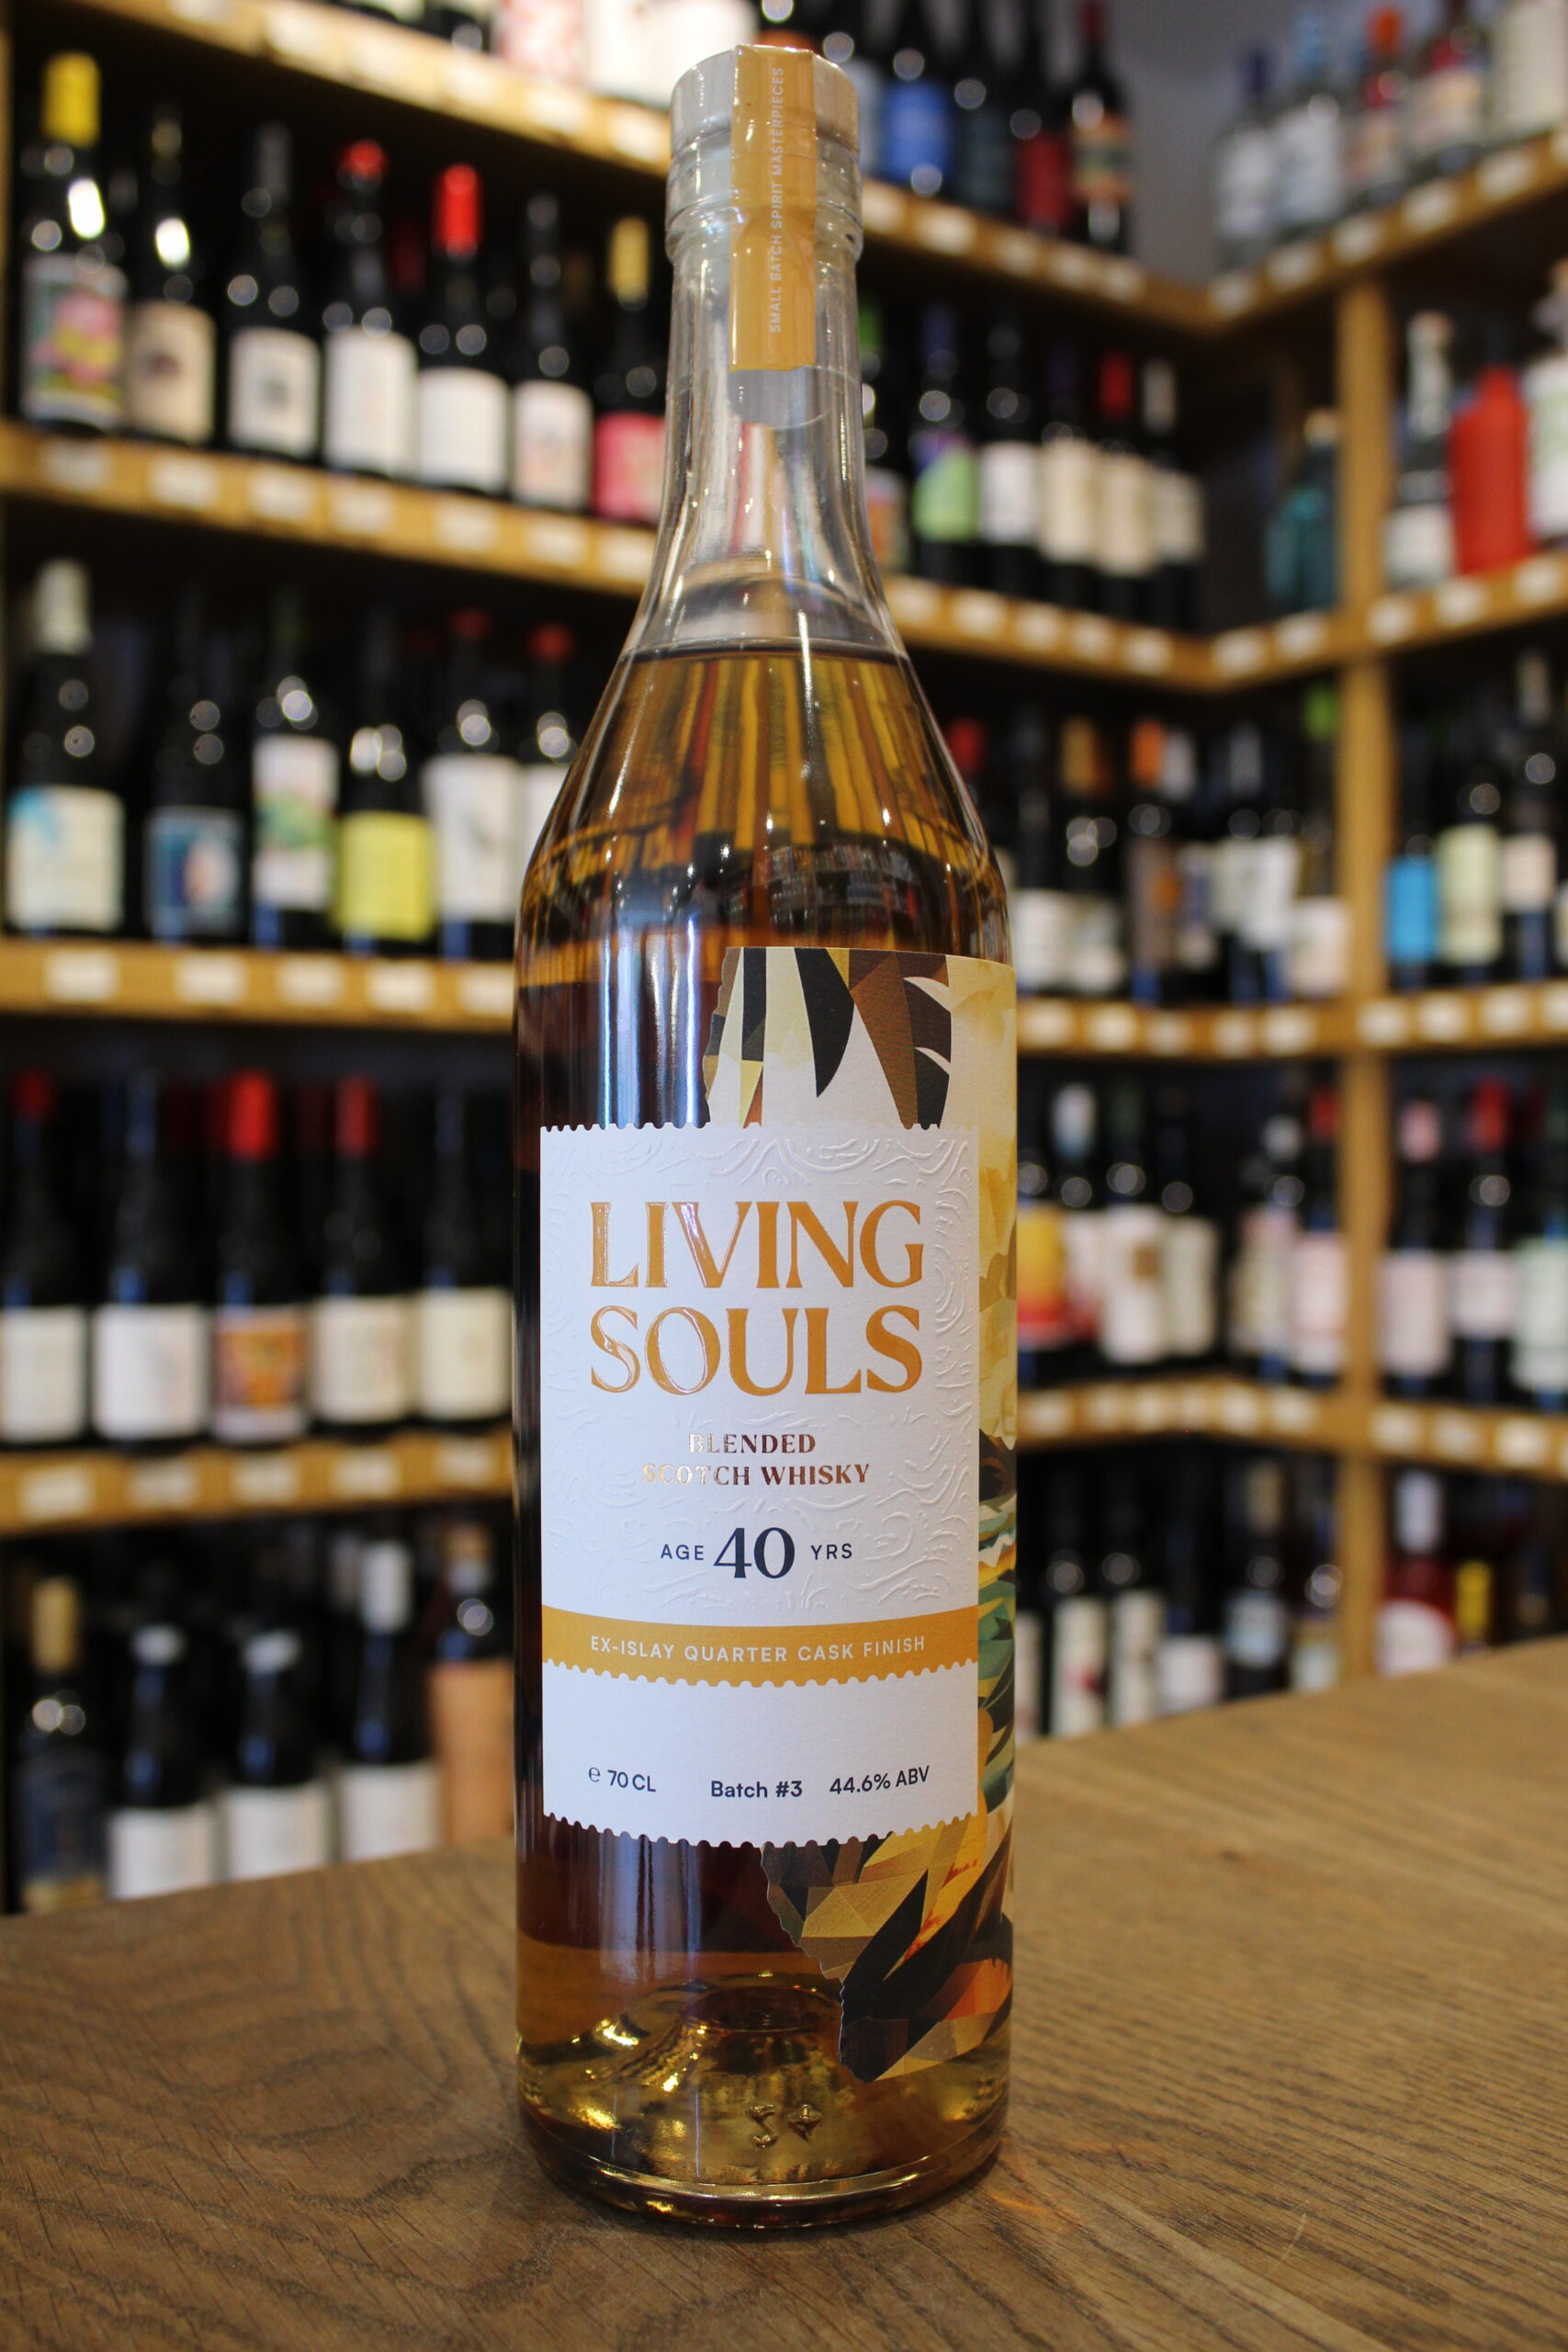 SMALL BATCH SPIRIT MASTERPIECES
LIVING
SOULS
BLENDED
SCOTCH WHISKY
AGE 40 YRS
EX-ISLAY QUARTER CASK FINISH
℮ 70 CL Batch #3 44.6% ABV